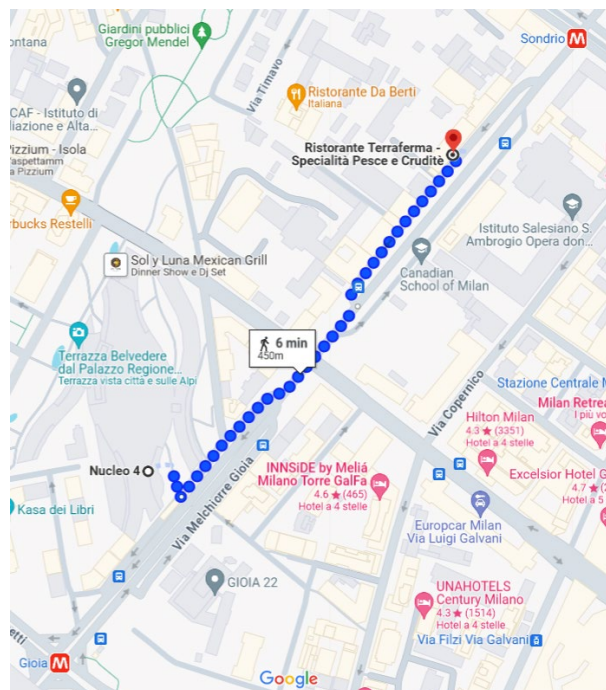 Giardini pubblici
Gregor Mendel
Sondrio
M
ontana
Via Timavo
Ristorante Da Berti
Italiana
CAF - Istituto di
liazione e Alta...
Pizzium - Isola
'aspettamm
a Pizzium
Ristorante Terraferma -
Specialità Pesce e Crudité
rbucks Restelli
Istituto Salesiano S.
Ambrogio Opera don...
Sol y Luna Mexican Grill
Dinner Show e Dj Set
Canadian
School of Milan
6 min
450m
Terrazza Belvedere
dal Palazzo Regione...
Terrazza vista città e sulle Alpi
Stazione Centrale M
Via Copernico
Milan Retrea
I più vo
Hilton Milan
4.3 ★ (3351)
Hotel a 4 stelle
Nucleo 4
INNSiDE by Meliá
Milano Torre GalFa
4.6 ★ (465)
Hotel a 4 stelle
Excelsior Hotel G
4.7 ★ (2
Hotel a 5
Via Melchiorre Gioia
Kasa dei Libri
Europcar Milan
Via Luigi Galvani
GIOIA 22
UNAHOTELS
Century Milano
4.3 ★ (1514)
Hotel a 4 stelle
etti
Via Filzi Via Galvani
Gioia
M
Google